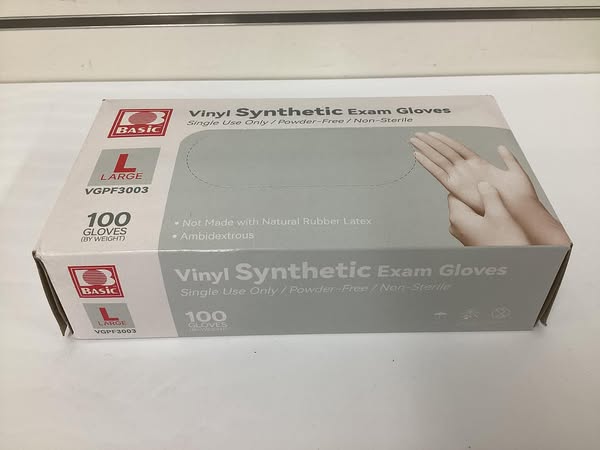 BASIC
L
LARGE
VGPF3003
100
GLOVES
(BY WEIGHT)
Vinyl Synthetic Exam Gloves
Single Use Only / Powder-Free / Non-Sterile
• Not Made with Natural Rubber Latex
• Ambidextrous
BASIC
L
LARGE
VGPF3003
Vinyl Synthetic Exam Gloves
Single Use Only / Powder-Free / Non-Sterile
100
GLOVES